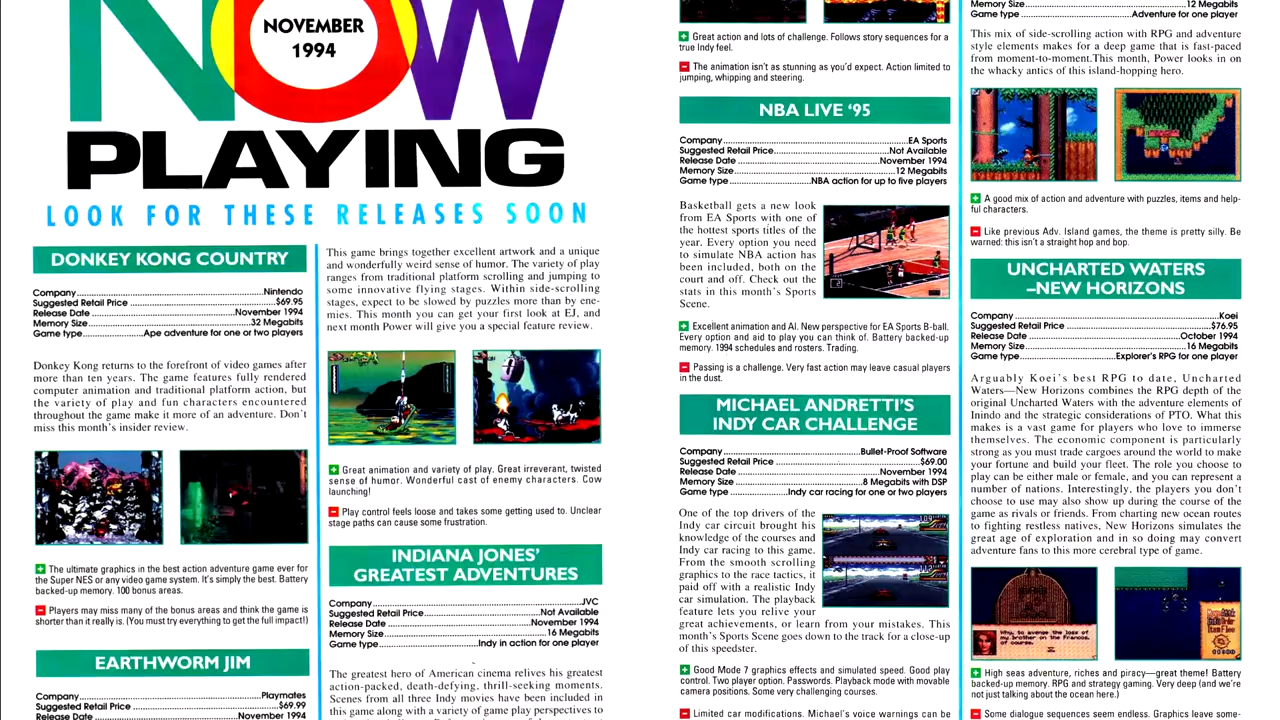 NOW
NOVEMBER
1994
PLAYING
LOOK FOR THESE RELEASES SOON
DONKEY KONG COUNTRY
Company..........Nintendo
Suggested Retail Price..........$69.95
Release Date..........November 1994
Memory Size..........32 Megabits
Game type..........Ape adventure for one or two players
Donkey Kong returns to the forefront of video games after
more than ten years. The game features fully rendered
computer animation and traditional platform action, but
the variety of play and fun characters encountered
throughout the game make it more of an adventure. Don't
miss this month's insider review.
+ The ultimate graphics in the best action adventure game ever for
the Super NES or any video game system. It's simply the best. Battery
backed-up memory. 100 bonus areas.
– Players may miss many of the bonus areas and think the game is
shorter than it really is. (You must try everything to get the full impact!)
EARTHWORM JIM
Company..........Playmates
Suggested Retail Price..........$69.99
Release Date..........November 1994
This game brings together excellent artwork and a unique
and wonderfully weird sense of humor. The variety of play
ranges from traditional platform scrolling and jumping to
some innovative flying stages. Within side-scrolling
stages, expect to be slowed by puzzles more than by ene-
mies. This month you can get your first look at EJ, and
next month Power will give you a special feature review.
+ Great animation and variety of play. Great irreverant, twisted
sense of humor. Wonderful cast of enemy characters. Cow
launching!
– Play control feels loose and takes some getting used to. Unclear
stage paths can cause some frustration.
INDIANA JONES'
GREATEST ADVENTURES
Company..........JVC
Suggested Retail Price..........Not Available
Release Date..........November 1994
Memory Size..........16 Megabits
Game type..........Indy in action for one player
The greatest hero of American cinema relives his greatest
action-packed, death-defying, thrill-seeking moments.
Scenes from all three Indy movies have been included in
this game along with a variety of game play perspectives to
+ Great action and lots of challenge. Follows story sequences for a
true Indy feel.
– The animation isn't as stunning as you'd expect. Action limited to
jumping, whipping and steering.
NBA LIVE '95
Company..........EA Sports
Suggested Retail Price..........Not Available
Release Date..........November 1994
Memory Size..........12 Megabits
Game type..........NBA action for up to five players
Basketball gets a new look
from EA Sports with one of
the hottest sports titles of the
year. Every option you need
to simulate NBA action has
been included, both on the
court and off. Check out the
stats in this month's Sports
Scene.
+ Excellent animation and AI. New perspective for EA Sports B-ball.
Every option and aid to play you can think of. Battery backed-up
memory. 1994 schedules and rosters. Trading.
– Passing is a challenge. Very fast action may leave casual players
in the dust.
MICHAEL ANDRETTI'S
INDY CAR CHALLENGE
Company..........Bullet-Proof Software
Suggested Retail Price..........$69.00
Release Date..........November 1994
Memory Size..........8 Megabits with DSP
Game type..........Indy car racing for one or two players
One of the top drivers of the
Indy car circuit brought his
knowledge of the courses and
Indy car racing to this game.
From the smooth scrolling
graphics to the race tactics, it
paid off with a realistic Indy
car simulation. The playback
feature lets you relive your
great achievements, or learn from your mistakes. This
month's Sports Scene goes down to the track for a close-up
of this speedster.
+ Good Mode 7 graphics effects and simulated speed. Good play
control. Two player option. Passwords. Playback mode with movable
camera positions. Some very challenging courses.
– Limited car modifications. Michael's voice warnings can be
Memory Size..........12 Megabits
Game type..........Adventure for one player
This mix of side-scrolling action with RPG and adventure
style elements makes for a deep game that is fast-paced
from moment-to-moment.This month, Power looks in on
the whacky antics of this island-hopping hero.
+ A good mix of action and adventure with puzzles, items and help-
ful characters.
– Like previous Adv. Island games, the theme is pretty silly. Be
warned: this isn't a straight hop and bop.
UNCHARTED WATERS
–NEW HORIZONS
Company..........Koei
Suggested Retail Price..........$76.95
Release Date..........October 1994
Memory Size..........16 Megabits
Game type..........Explorer's RPG for one player
Arguably Koei's best RPG to date, Uncharted
Waters—New Horizons combines the RPG depth of the
original Uncharted Waters with the adventure elements of
Inindo and the strategic considerations of PTO. What this
makes is a vast game for players who love to immerse
themselves. The economic component is particularly
strong as you must trade cargoes around the world to make
your fortune and build your fleet. The role you choose to
play can be either male or female, and you can represent a
number of nations. Interestingly, the players you don't
choose to use may also show up during the course of the
game as rivals or friends. From charting new ocean routes
to fighting restless natives, New Horizons simulates the
great age of exploration and in so doing may convert
adventure fans to this more cerebral type of game.
Why, to avenge the loss of
my brother on the Francos,
of course.
+ High seas adventure, riches and piracy—great theme! Battery
backed-up memory. RPG and strategy gaming. Very deep (and we're
not just talking about the ocean here.)
– Some dialogue sequences seem endless. Graphics leave some-